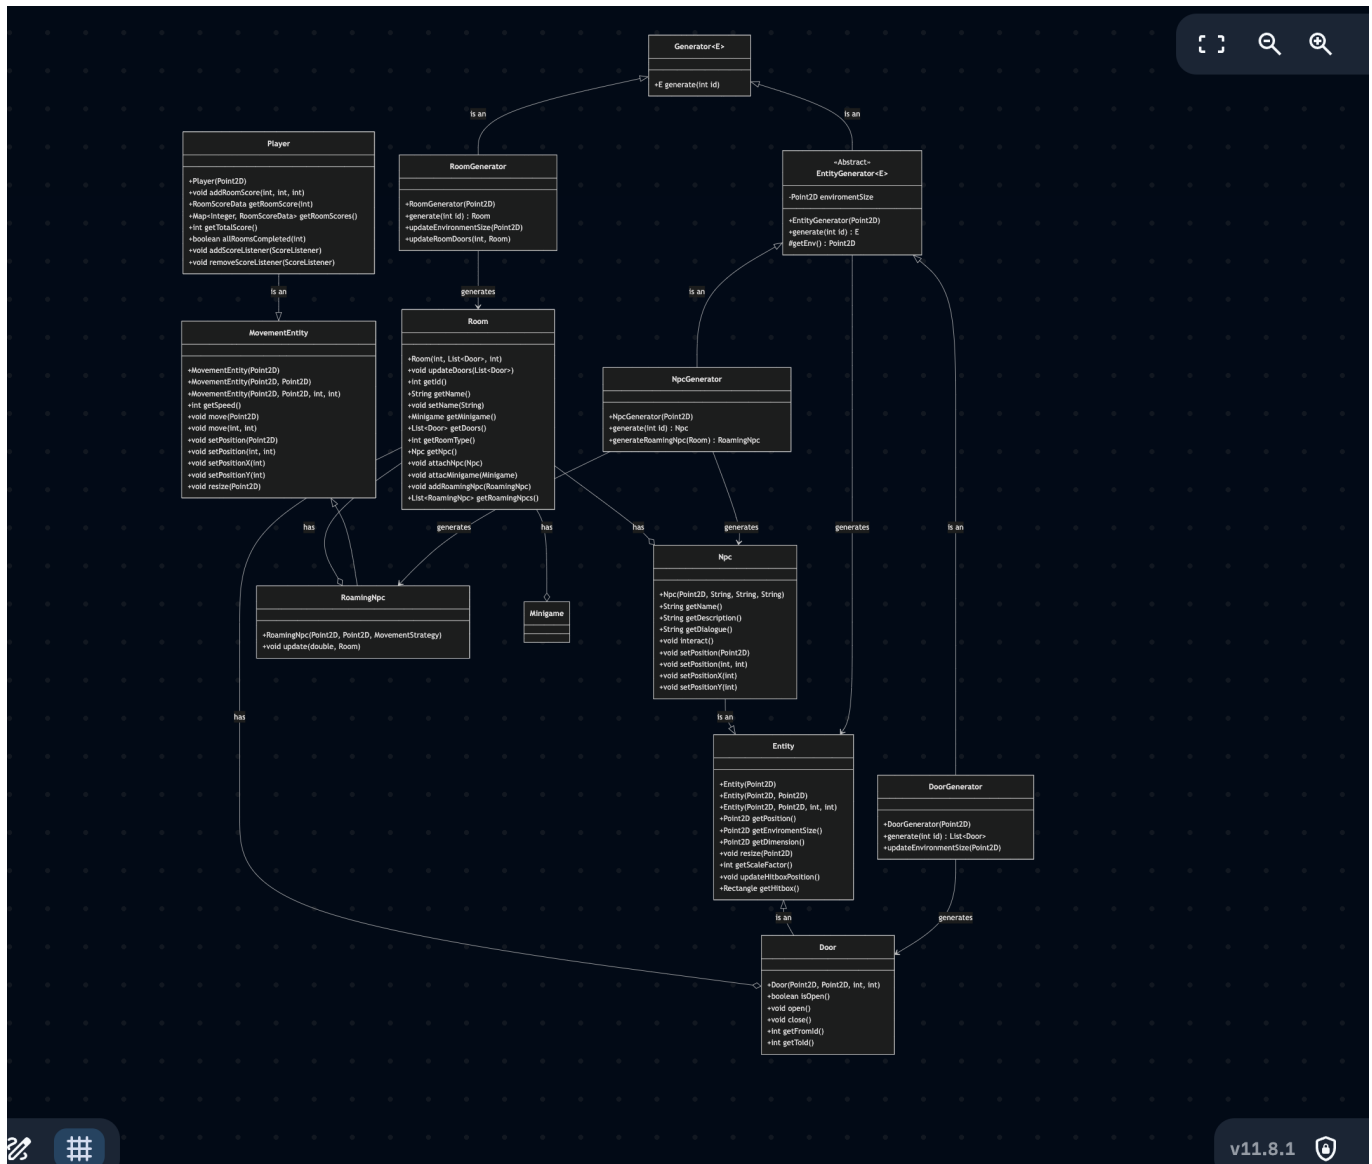 Generator<E>
+E generate(int id)
is an
is an
Player
+Player(Point2D)
+void addRoomScore(int, int, int)
+RoomScoreData getRoomScore(int)
+Map<Integer, RoomScoreData> getRoomScores()
+int getTotalScore()
+boolean allRoomsCompleted(int)
+void addScoreListener(ScoreListener)
+void removeScoreListener(ScoreListener)
RoomGenerator
+RoomGenerator(Point2D)
+generate(int id) : Room
+updateEnvironmentSize(Point2D)
+updateRoomDoors(int, Room)
«Abstract»
EntityGenerator<E>
-Point2D enviromentSize
+EntityGenerator(Point2D)
+generate(int id) : E
#getEnv() : Point2D
is an
generates
is an
MovementEntity
+MovementEntity(Point2D)
+MovementEntity(Point2D, Point2D)
+MovementEntity(Point2D, Point2D, int, int)
+int getSpeed()
+void move(Point2D)
+void move(int, int)
+void setPosition(Point2D)
+void setPosition(int, int)
+void setPositionX(int)
+void setPositionY(int)
+void resize(Point2D)
Room
+Room(int, List<Door>, int)
+void updateDoors(List<Door>)
+int getId()
+String getName()
+void setName(String)
+Minigame getMinigame()
+List<Door> getDoors()
+int getRoomType()
+Npc getNpc()
+void attachNpc(Npc)
+void attacMinigame(Minigame)
+void addRoamingNpc(RoamingNpc)
+List<RoamingNpc> getRoamingNpcs()
NpcGenerator
+NpcGenerator(Point2D)
+generate(int id) : Npc
+generateRoamingNpc(Room) : RoamingNpc
has
generates
has
has
generates
generates
is an
RoamingNpc
+RoamingNpc(Point2D, Point2D, MovementStrategy)
+void update(double, Room)
Minigame
Npc
+Npc(Point2D, String, String, String)
+String getName()
+String getDescription()
+String getDialogue()
+void interact()
+void setPosition(Point2D)
+void setPosition(int, int)
+void setPositionX(int)
+void setPositionY(int)
has
is an
Entity
+Entity(Point2D)
+Entity(Point2D, Point2D)
+Entity(Point2D, Point2D, int, int)
+Point2D getPosition()
+Point2D getEnviromentSize()
+Point2D getDimension()
+void resize(Point2D)
+int getScaleFactor()
+void updateHitboxPosition()
+Rectangle getHitbox()
DoorGenerator
+DoorGenerator(Point2D)
+generate(int id) : List<Door>
+updateEnvironmentSize(Point2D)
is an
generates
Door
+Door(Point2D, Point2D, int, int)
+boolean isOpen()
+void open()
+void close()
+int getFromId()
+int getToId()
v11.8.1